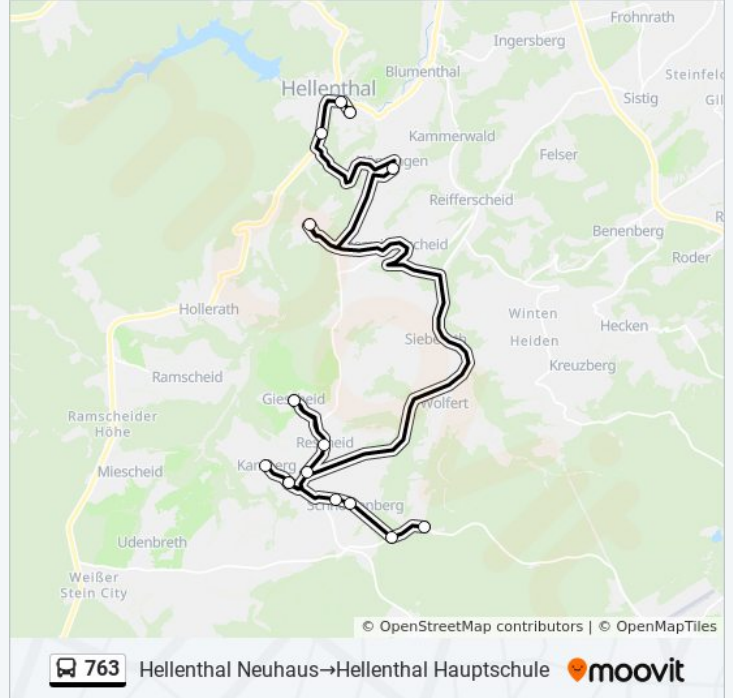 Frohnrath
Ingersberg
Blumenthal
Steinfeld
Hellenthal
Sistig
Kammerwald
Felser
Reifferscheid
Benenberg
Roder
Hollerath
Winten
Heiden
Hecken
Kreuzberg
Ramscheid
Wolfert
Ramscheider
Höhe
Miescheid
Udenbreth
Weißer
Stein City
© OpenStreetMap contributors | © OpenMapTiles
763 Hellenthal Neuhaus→Hellenthal Hauptschule moovit